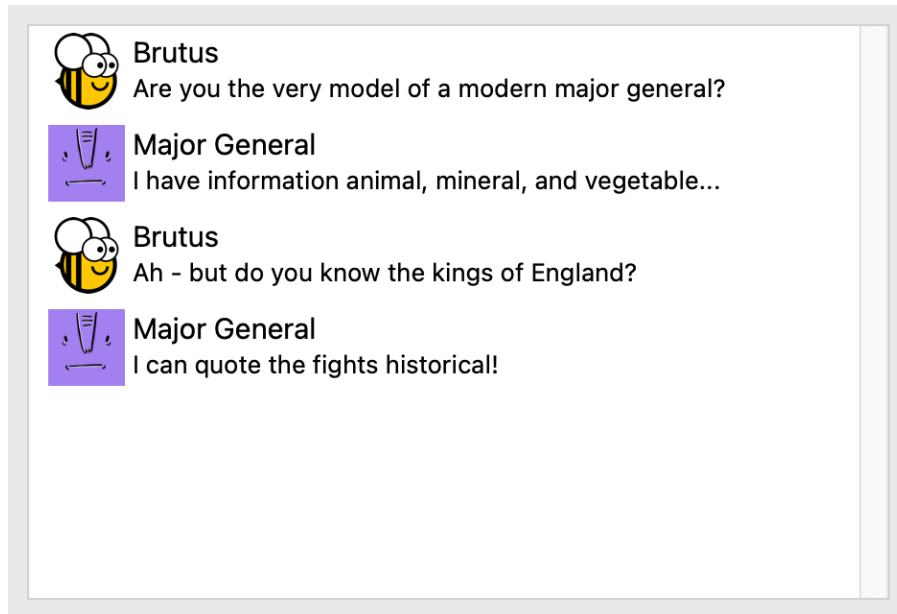 Brutus
Are you the very model of a modern major general?
Major General
I have information animal, mineral, and vegetable...
Brutus
Ah - but do you know the kings of England?
Major General
I can quote the fights historical!